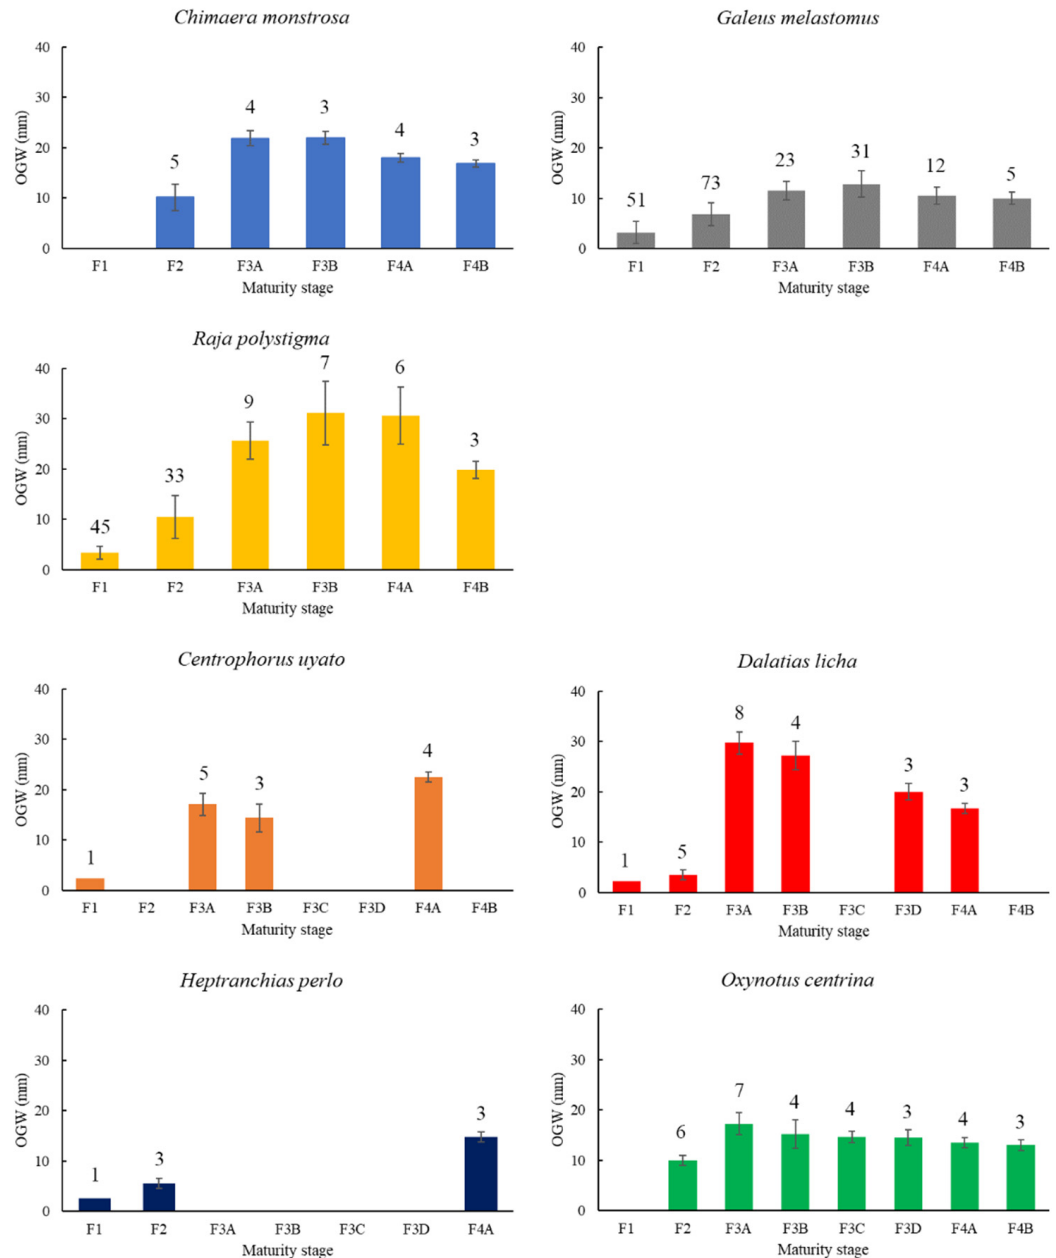 Chimaera monstrosa
40
30
20
10
0
OGW (mm)
5
4
3
4
3
F1 F2 F3A F3B F4A F4B
Maturity stage
Galeus melastomus
40
30
20
10
0
OGW (mm)
51
73
23
31
12
5
F1 F2 F3A F3B F4A F4B
Maturity stage
Raja polystigma
40
30
20
10
0
OGW (mm)
45
33
9
7
6
3
F1 F2 F3A F3B F4A F4B
Maturity stage
Centrophorus uyato
40
30
20
10
0
OGW (mm)
1
5
3
4
F1 F2 F3A F3B F3C F3D F4A F4B
Maturity stage
Dalatias licha
40
30
20
10
0
OGW (mm)
1
5
8
4
3
3
F1 F2 F3A F3B F3C F3D F4A F4B
Maturity stage
Heptranchias perlo
40
30
20
10
0
OGW (mm)
1
3
3
F1 F2 F3A F3B F3C F3D F4A
Maturity stage
Oxynotus centrina
40
30
20
10
0
OGW (mm)
6
7
4
4
3
4
3
F1 F2 F3A F3B F3C F3D F4A F4B
Maturity stage